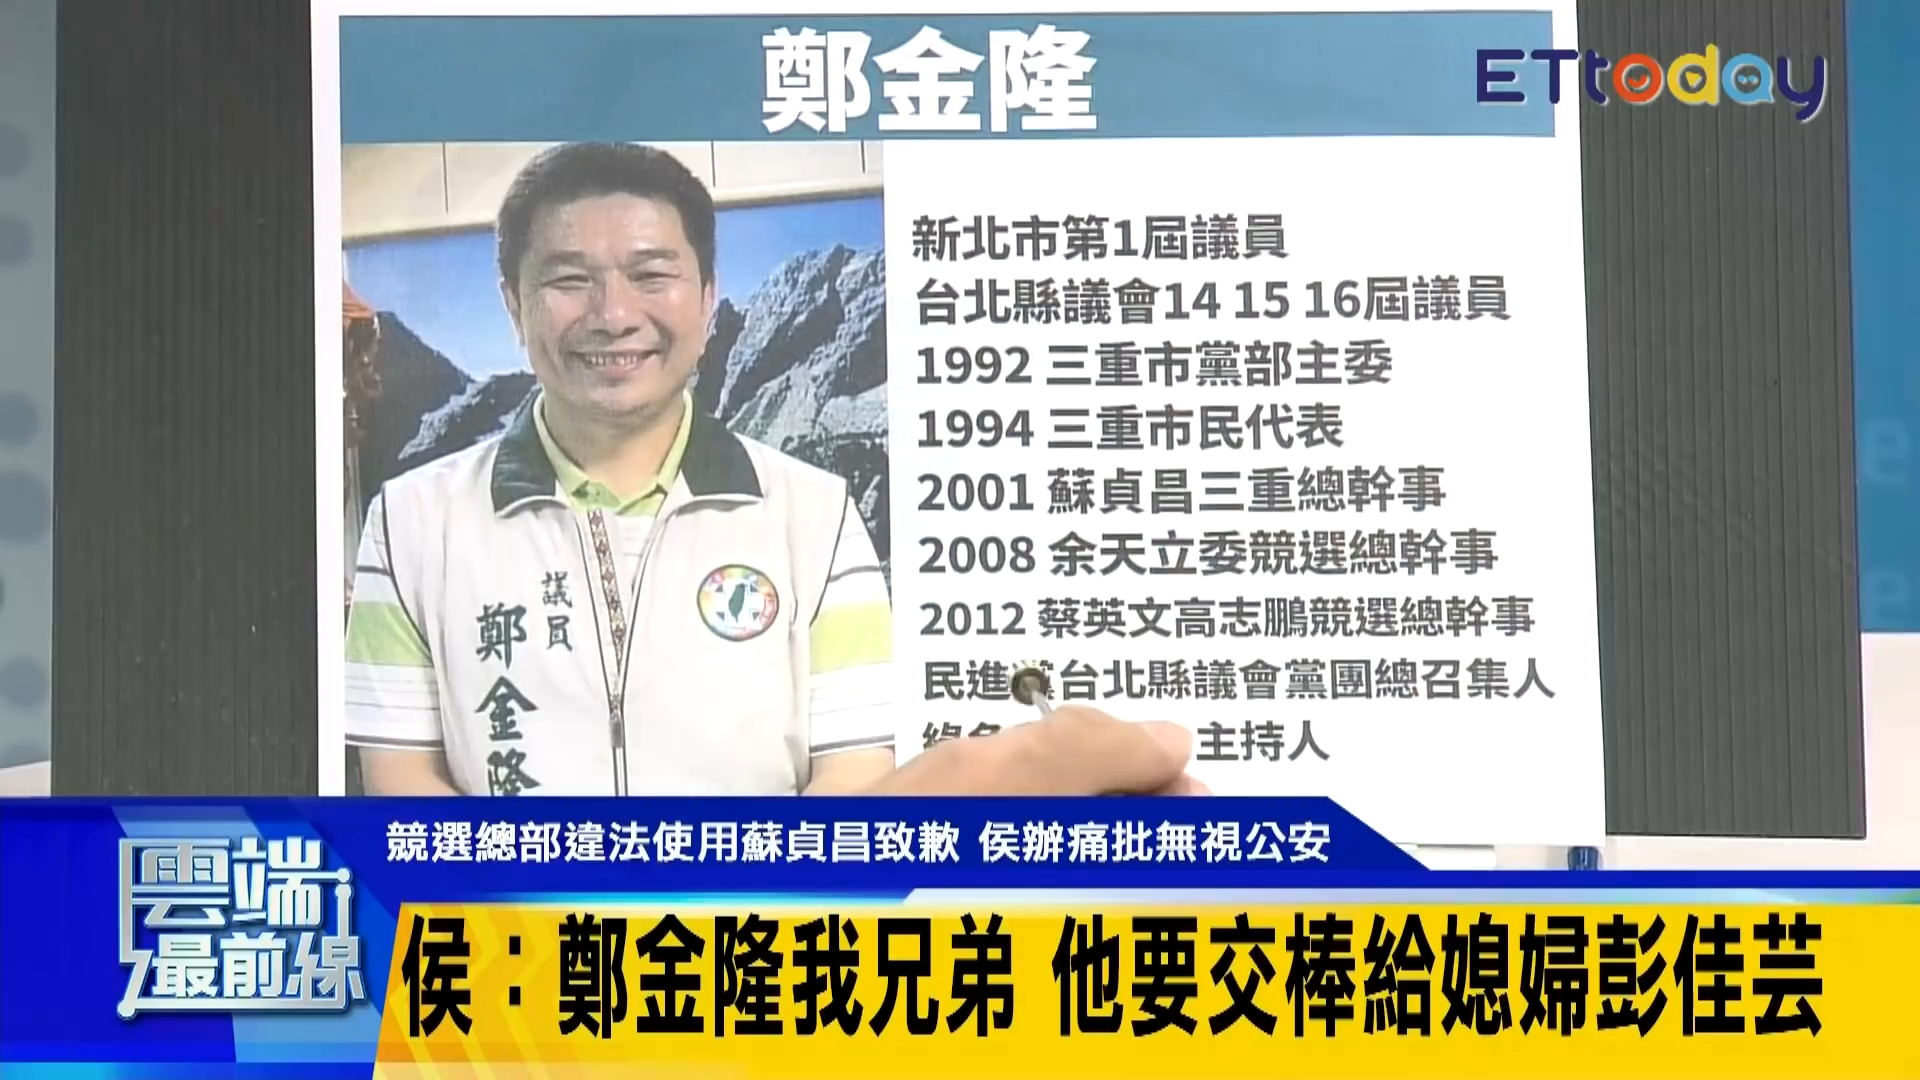 鄭金隆
ETtoday
新北市第1屆議員
台北縣議會14 15 16屆議員
1992 三重市黨部主委
1994 三重市民代表
2001 蘇貞昌三重總幹事
2008 余天立委競選總幹事
2012 蔡英文高志鵬競選總幹事
民進黨台北縣議會黨團總召集人
主持人
議員
鄭金隆
競選總部違法使用蘇貞昌致歉 侯辦痛批無視公安
雲端最前線
侯：鄭金隆我兄弟 他要交棒給媳婦彭佳芸